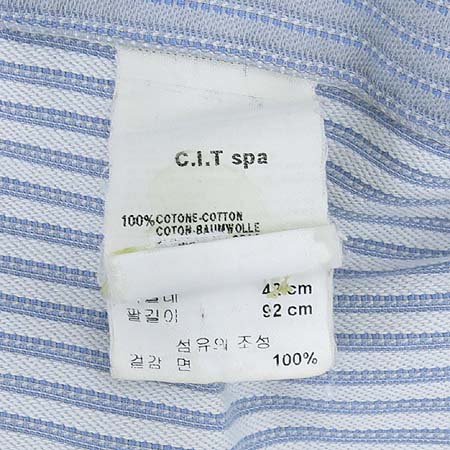 C.I.T spa
100%COTONE-COTTON
COTON-BAUMWOLLE
cm
팔길이 92 cm
섬유의 조성
겉감 면 100%